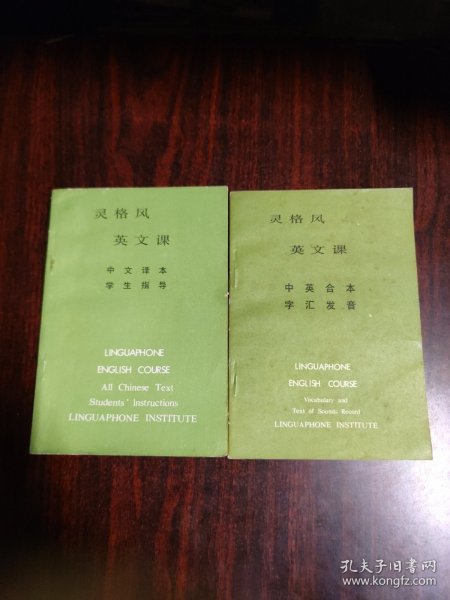 灵格风
英文课
中文译本
学生指导
LINGUAPHONE
ENGLISH COURSE
All Chinese Text
Students' Instructions
LINGUAPHONE INSTITUTE
灵格风
英文课
中英合本
字汇发音
LINGUAPHONE
ENGLISH COURSE
Vocabulary and
Text of Sounds Record
LINGUAPHONE INSTITUTE
孔夫子旧书网
www.kongfz.com